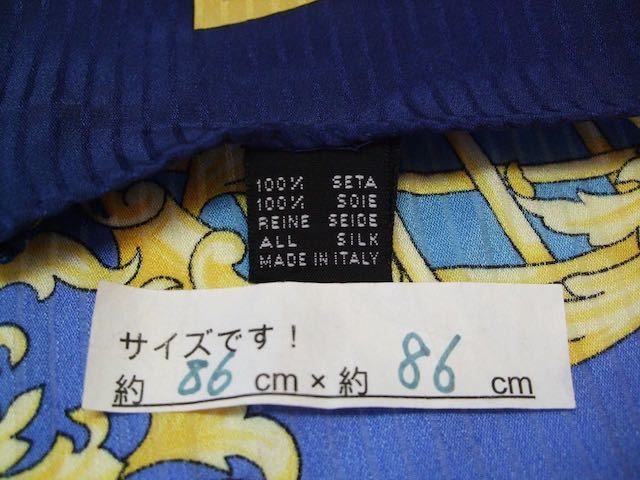 100% SETA
100% SOIE
REINE SEIDE
ALL SILK
MADE IN ITALY
サイズです!
約 86 cm × 約 86 cm